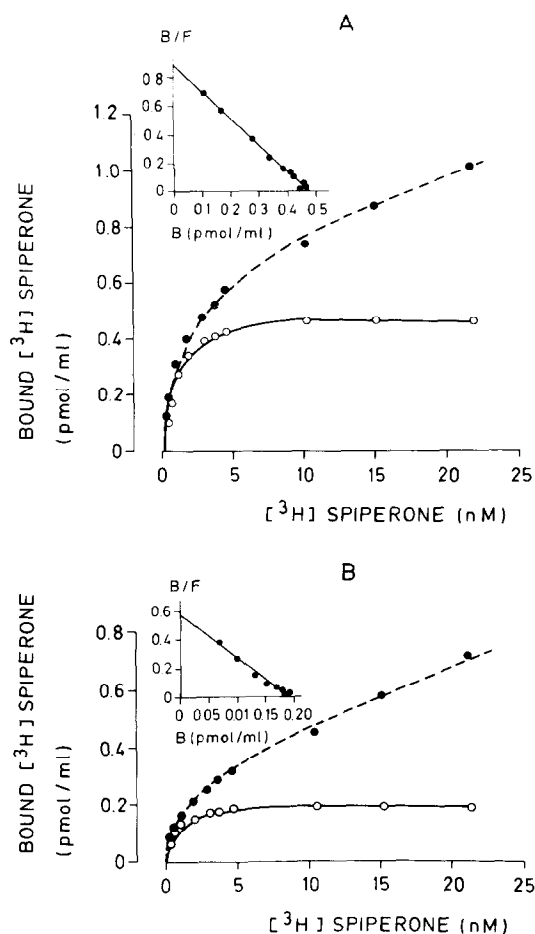 A
B/F
0.8
0.6
0.4
0.2
0
0 0.1 0.2 0.3 0.4 0.5
B (pmol/ml)
1.2
1.0
0.8
0.6
0.4
0.2
0
BOUND [³H] SPIPERONE
(pmol/ml)
0 5 10 15 20 25
[³H] SPIPERONE (nM)
B
B/F
0.6
0.4
0.2
0
0 0.05 0.01 0.15 0.20
B (pmol/ml)
0.8
0.6
0.4
0.2
0
BOUND [³H] SPIPERONE
(pmol/ml)
0 5 10 15 20 25
[³H] SPIPERONE (nM)